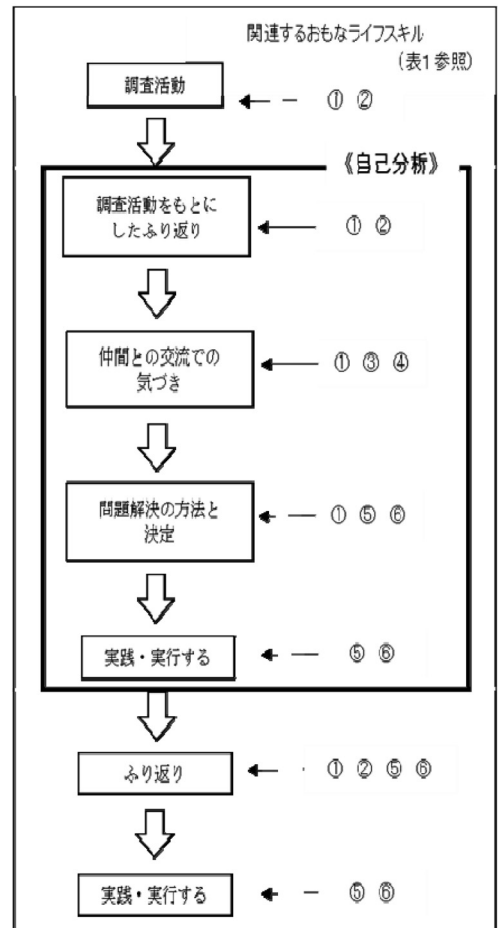 関連するおもなライフスキル
(表1参照)
調査活動
① ②
《自己分析》
調査活動をもとに
したふり返り
① ②
仲間との交流での
気づき
① ③ ④
問題解決の方法と
決定
① ⑤ ⑥
実践・実行する
⑤ ⑥
ふり返り
① ② ⑤ ⑥
実践・実行する
⑤ ⑥